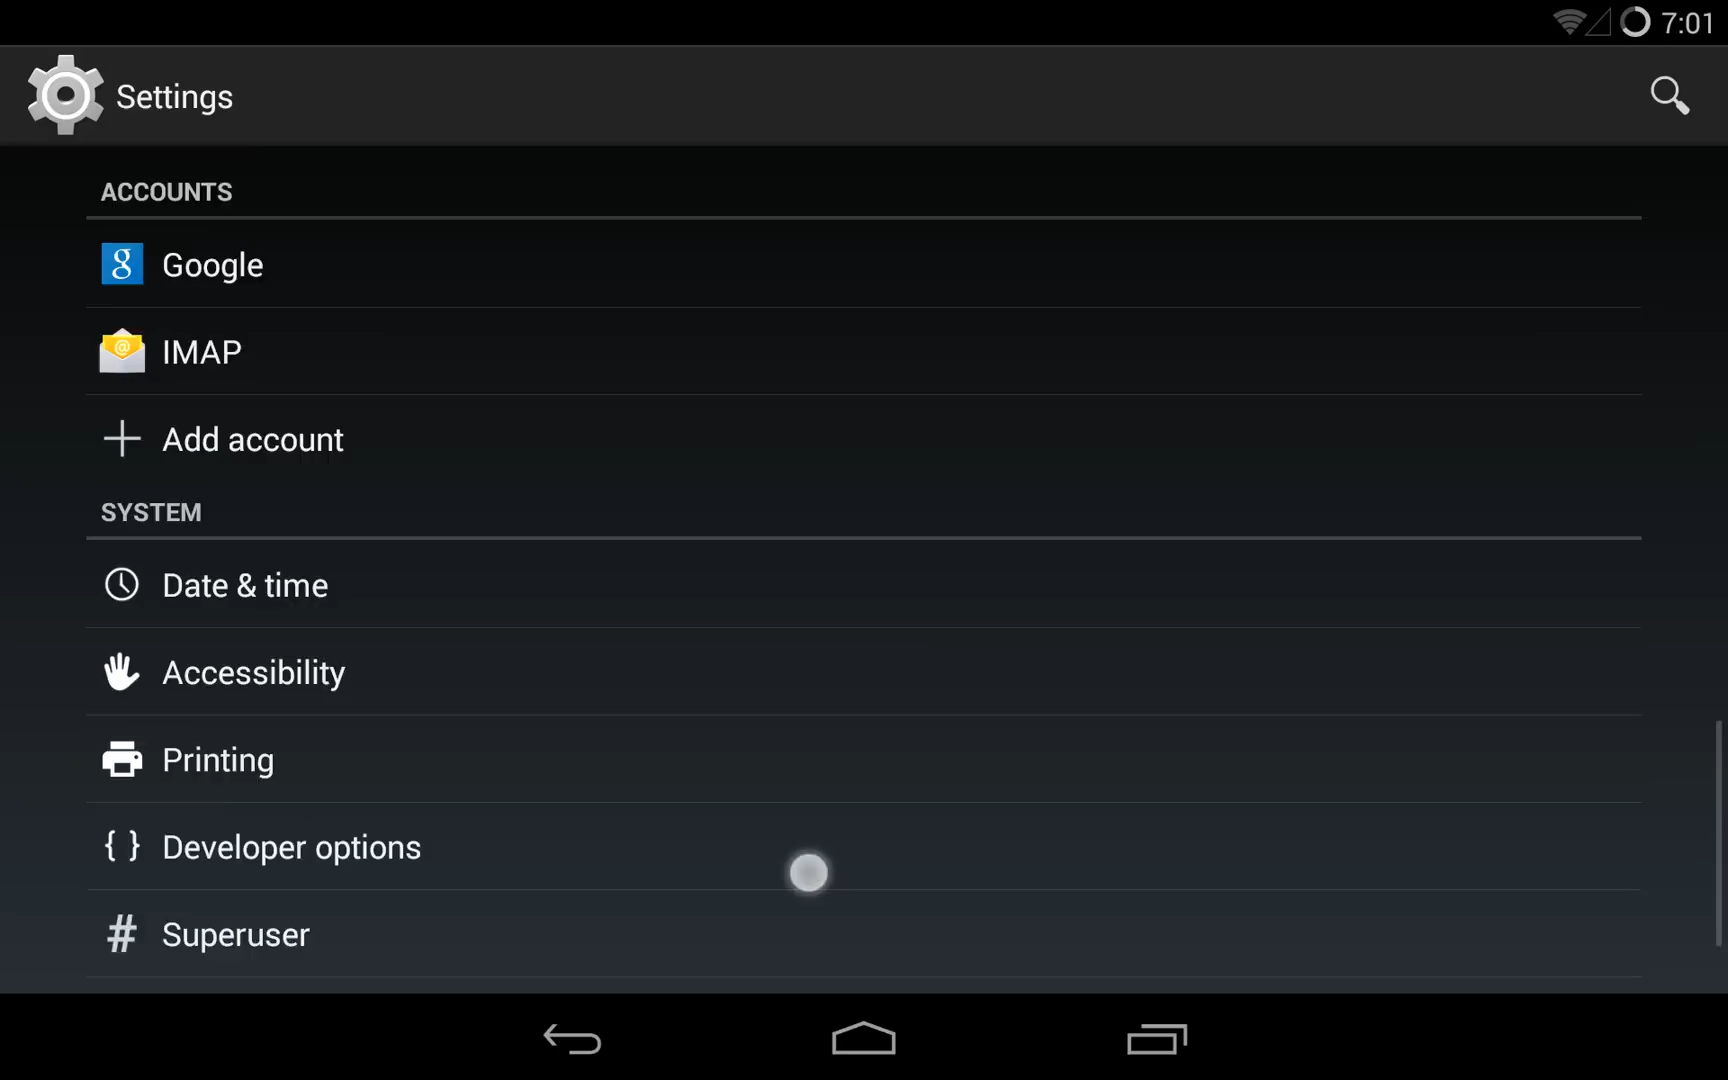 7:01
Settings
ACCOUNTS
g Google
@ IMAP
Add account
SYSTEM
Date & time
Accessibility
Printing
{ } Developer options
# Superuser